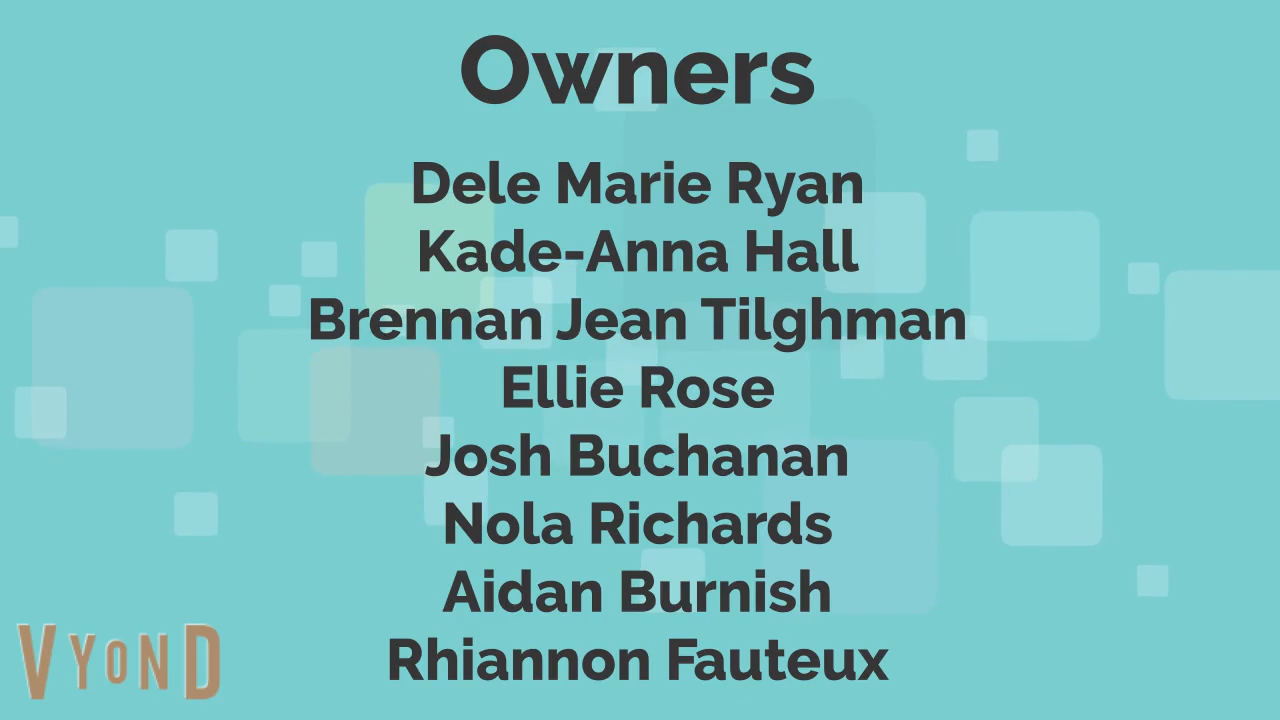 Owners
Dele Marie Ryan
Kade-Anna Hall
Brennan Jean Tilghman
Ellie Rose
Josh Buchanan
Nola Richards
Aidan Burnish
Rhiannon Fauteux
VYOND